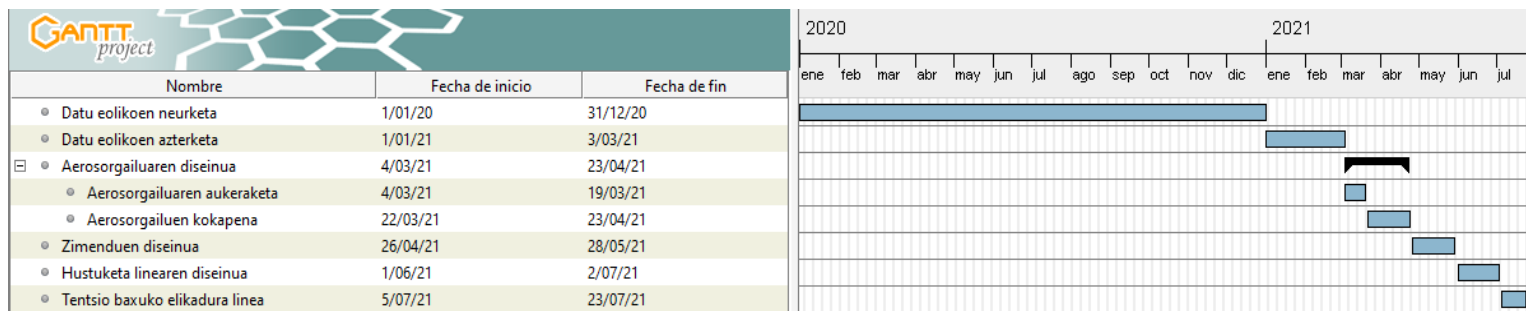 GANTT
project
2020 2021
ene feb mar abr may jun jul ago sep oct nov dic ene feb mar abr may jun jul
Nombre Fecha de inicio Fecha de fin
Datu eolikoen neurketa 1/01/20 31/12/20
Datu eolikoen azterketa 1/01/21 3/03/21
Aerosorgailuaren diseinua 4/03/21 23/04/21
Aerosorgailuaren aukeraketa 4/03/21 19/03/21
Aerosorgailuen kokapena 22/03/21 23/04/21
Zimenduen diseinua 26/04/21 28/05/21
Hustuketa linearen diseinua 1/06/21 2/07/21
Tentsio baxuko elikadura linea 5/07/21 23/07/21